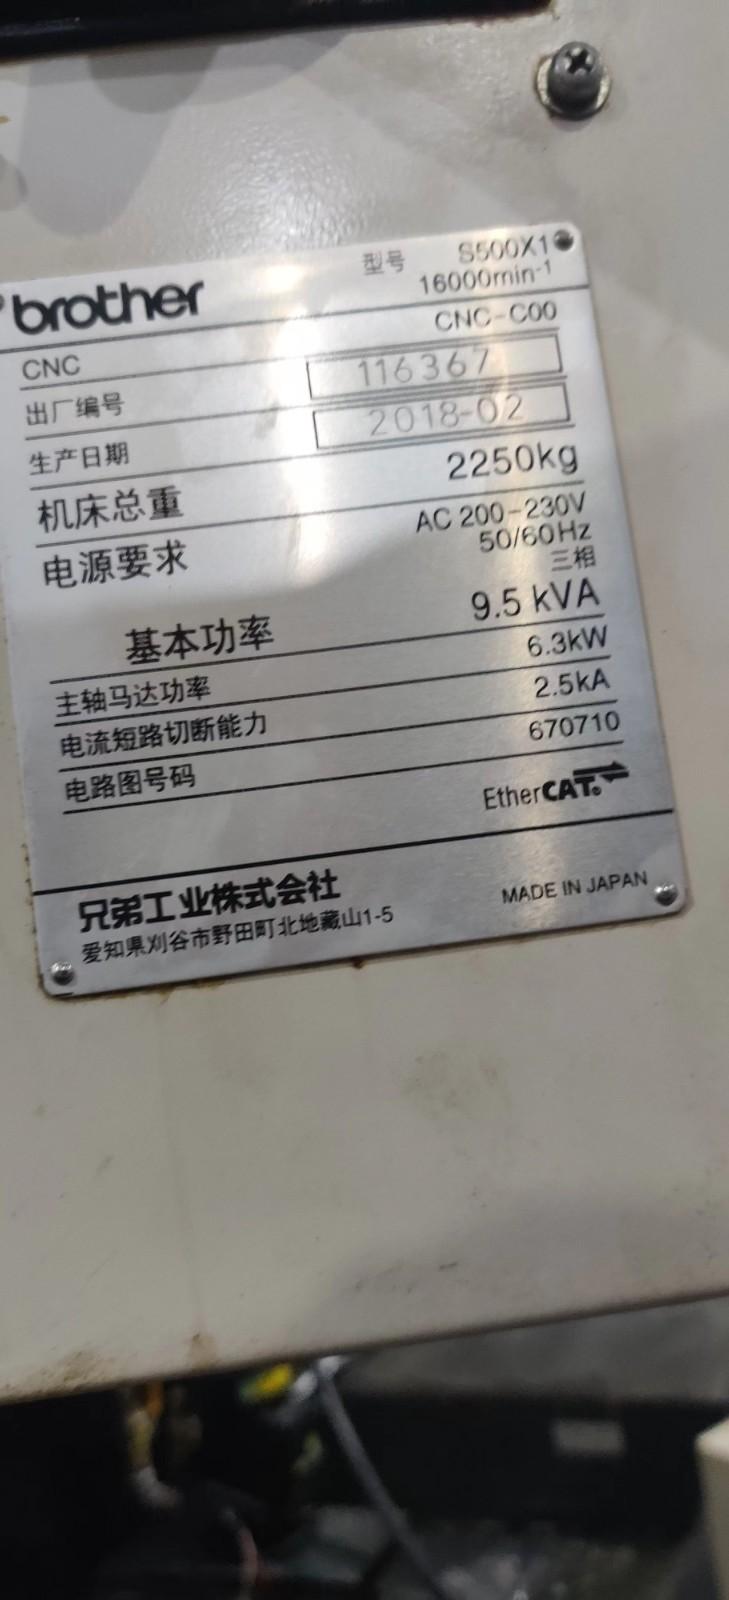 brother 型号 S500X1
16000min-1
CNC CNC-C00
出厂编号 116367
生产日期 2018-02
机床总重 2250kg
电源要求 AC 200-230V
50/60Hz
三相
基本功率 9.5 kVA
主轴马达功率 6.3kW
电流短路切断能力 2.5kA
电路图号码 670710
EtherCAT
兄弟工业株式会社
爱知県刈谷市野田町北地藏山1-5 MADE IN JAPAN